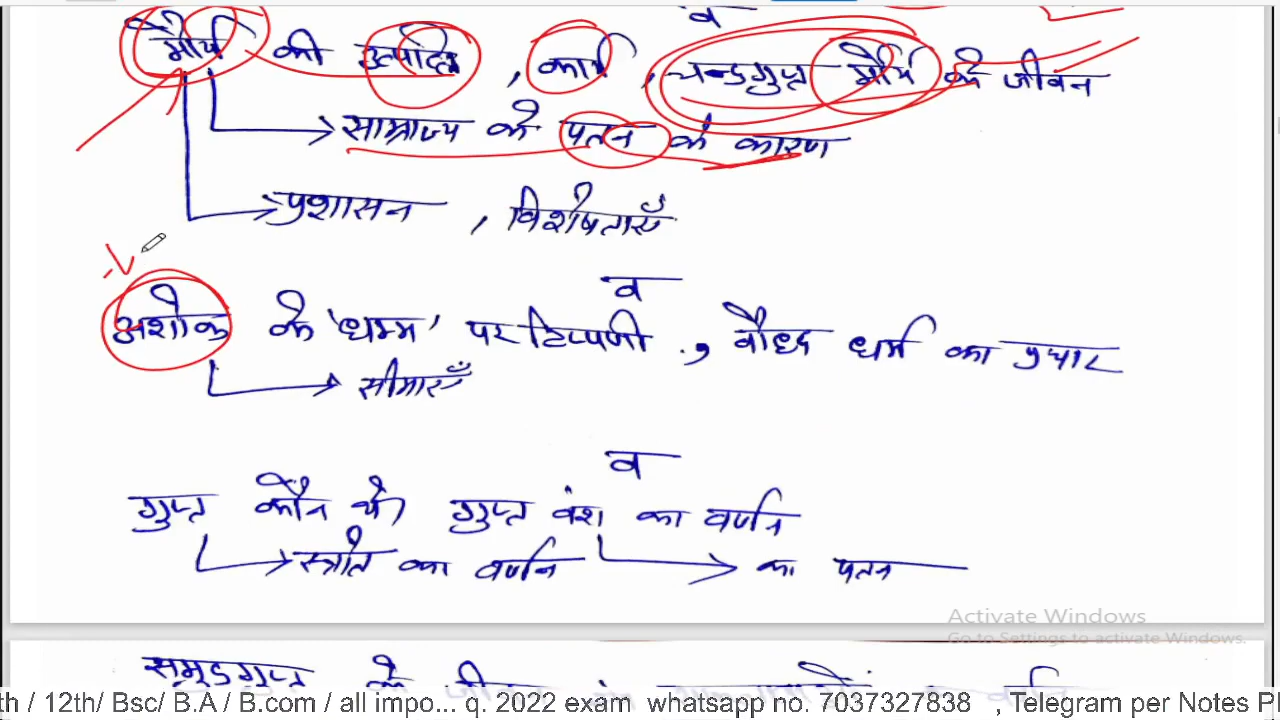 व
मौर्य की उत्पत्ति , कार्य , चन्द्रगुप्त मौर्य के जीवन
साम्राज्य के पतन के कारण
प्रशासन , विशेषताएँ
व
अशोक के 'धम्म' पर टिप्पणी , बौध्द धर्म का प्रचार
सीमाएँ
व
गुप्त कौन थे गुप्त वंश का वर्णन
स्त्रोत का वर्णन का पतन
Activate Windows
Go to Settings to activate Windows.
समुद्रगुप्त के
th / 12th/ Bsc/ B.A / B.com / all impo... q. 2022 exam whatsapp no. 7037327838 , Telegram per Notes